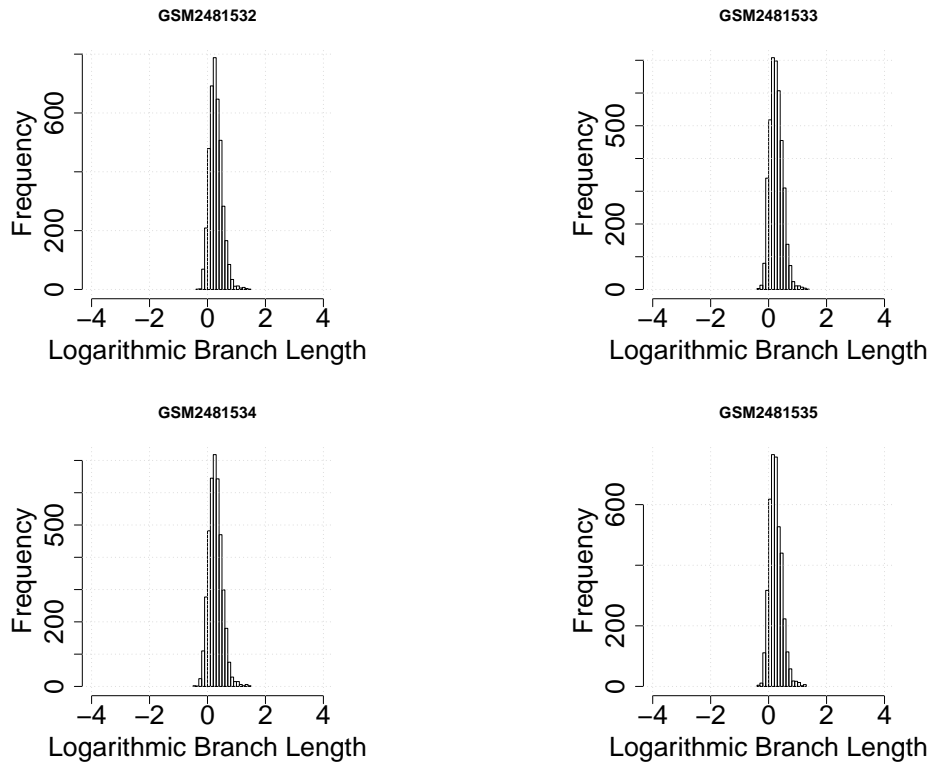 GSM2481532
Frequency
0 200 600
−4 −2 0 2 4
Logarithmic Branch Length
GSM2481533
Frequency
0 200 500
−4 −2 0 2 4
Logarithmic Branch Length
GSM2481534
Frequency
0 200 500
−4 −2 0 2 4
Logarithmic Branch Length
GSM2481535
Frequency
0 200 600
−4 −2 0 2 4
Logarithmic Branch Length